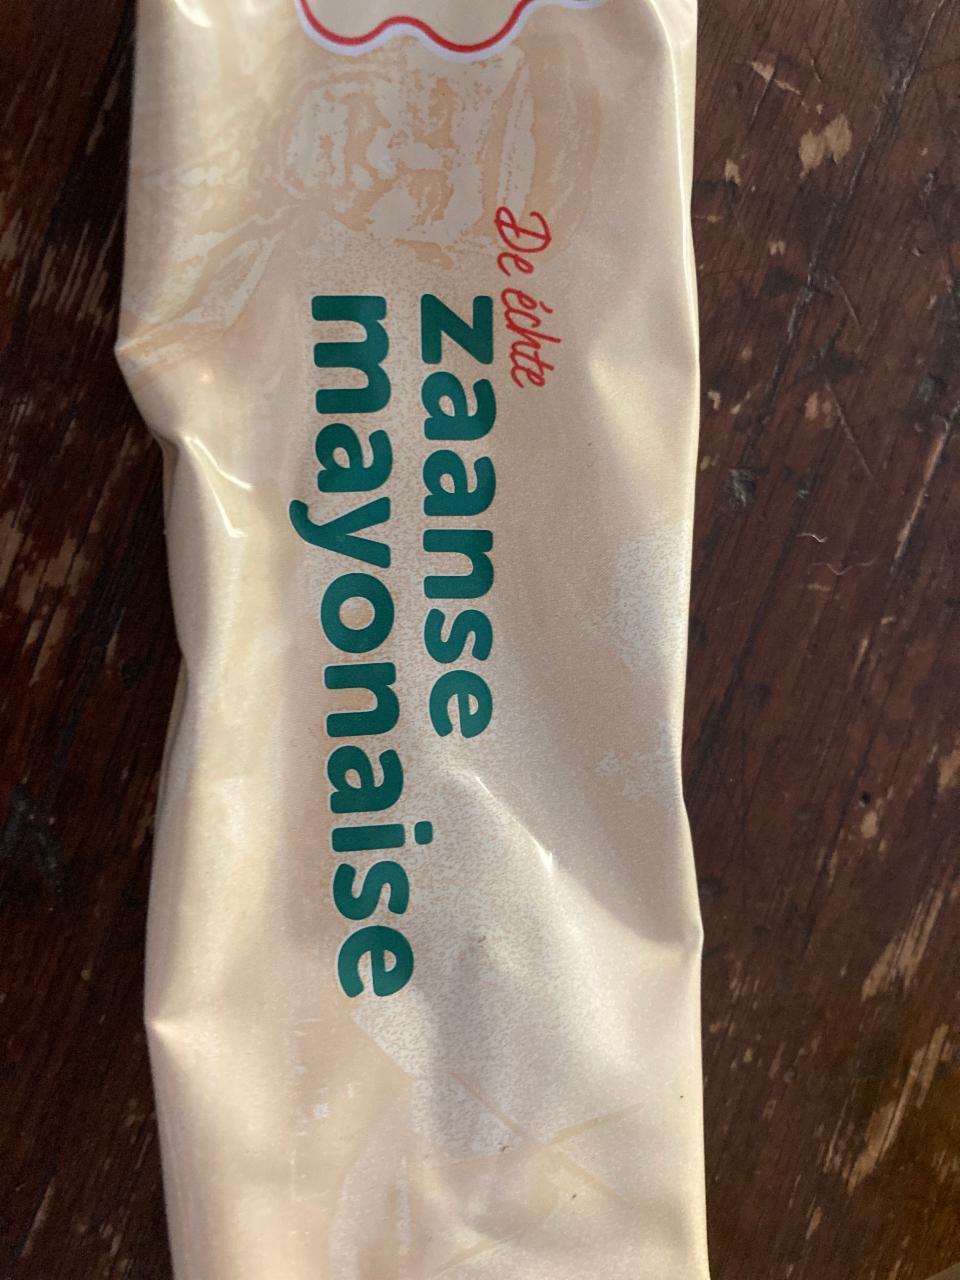 De échte
zaanse
mayonaise